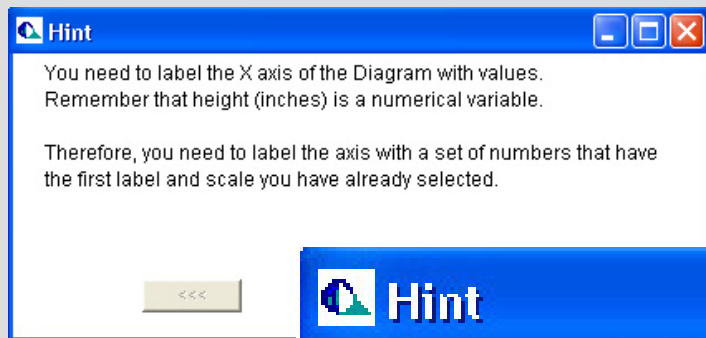 Hint
You need to label the X axis of the Diagram with values.
Remember that height (inches) is a numerical variable.
Therefore, you need to label the axis with a set of numbers that have
the first label and scale you have already selected.
<<<
Hint